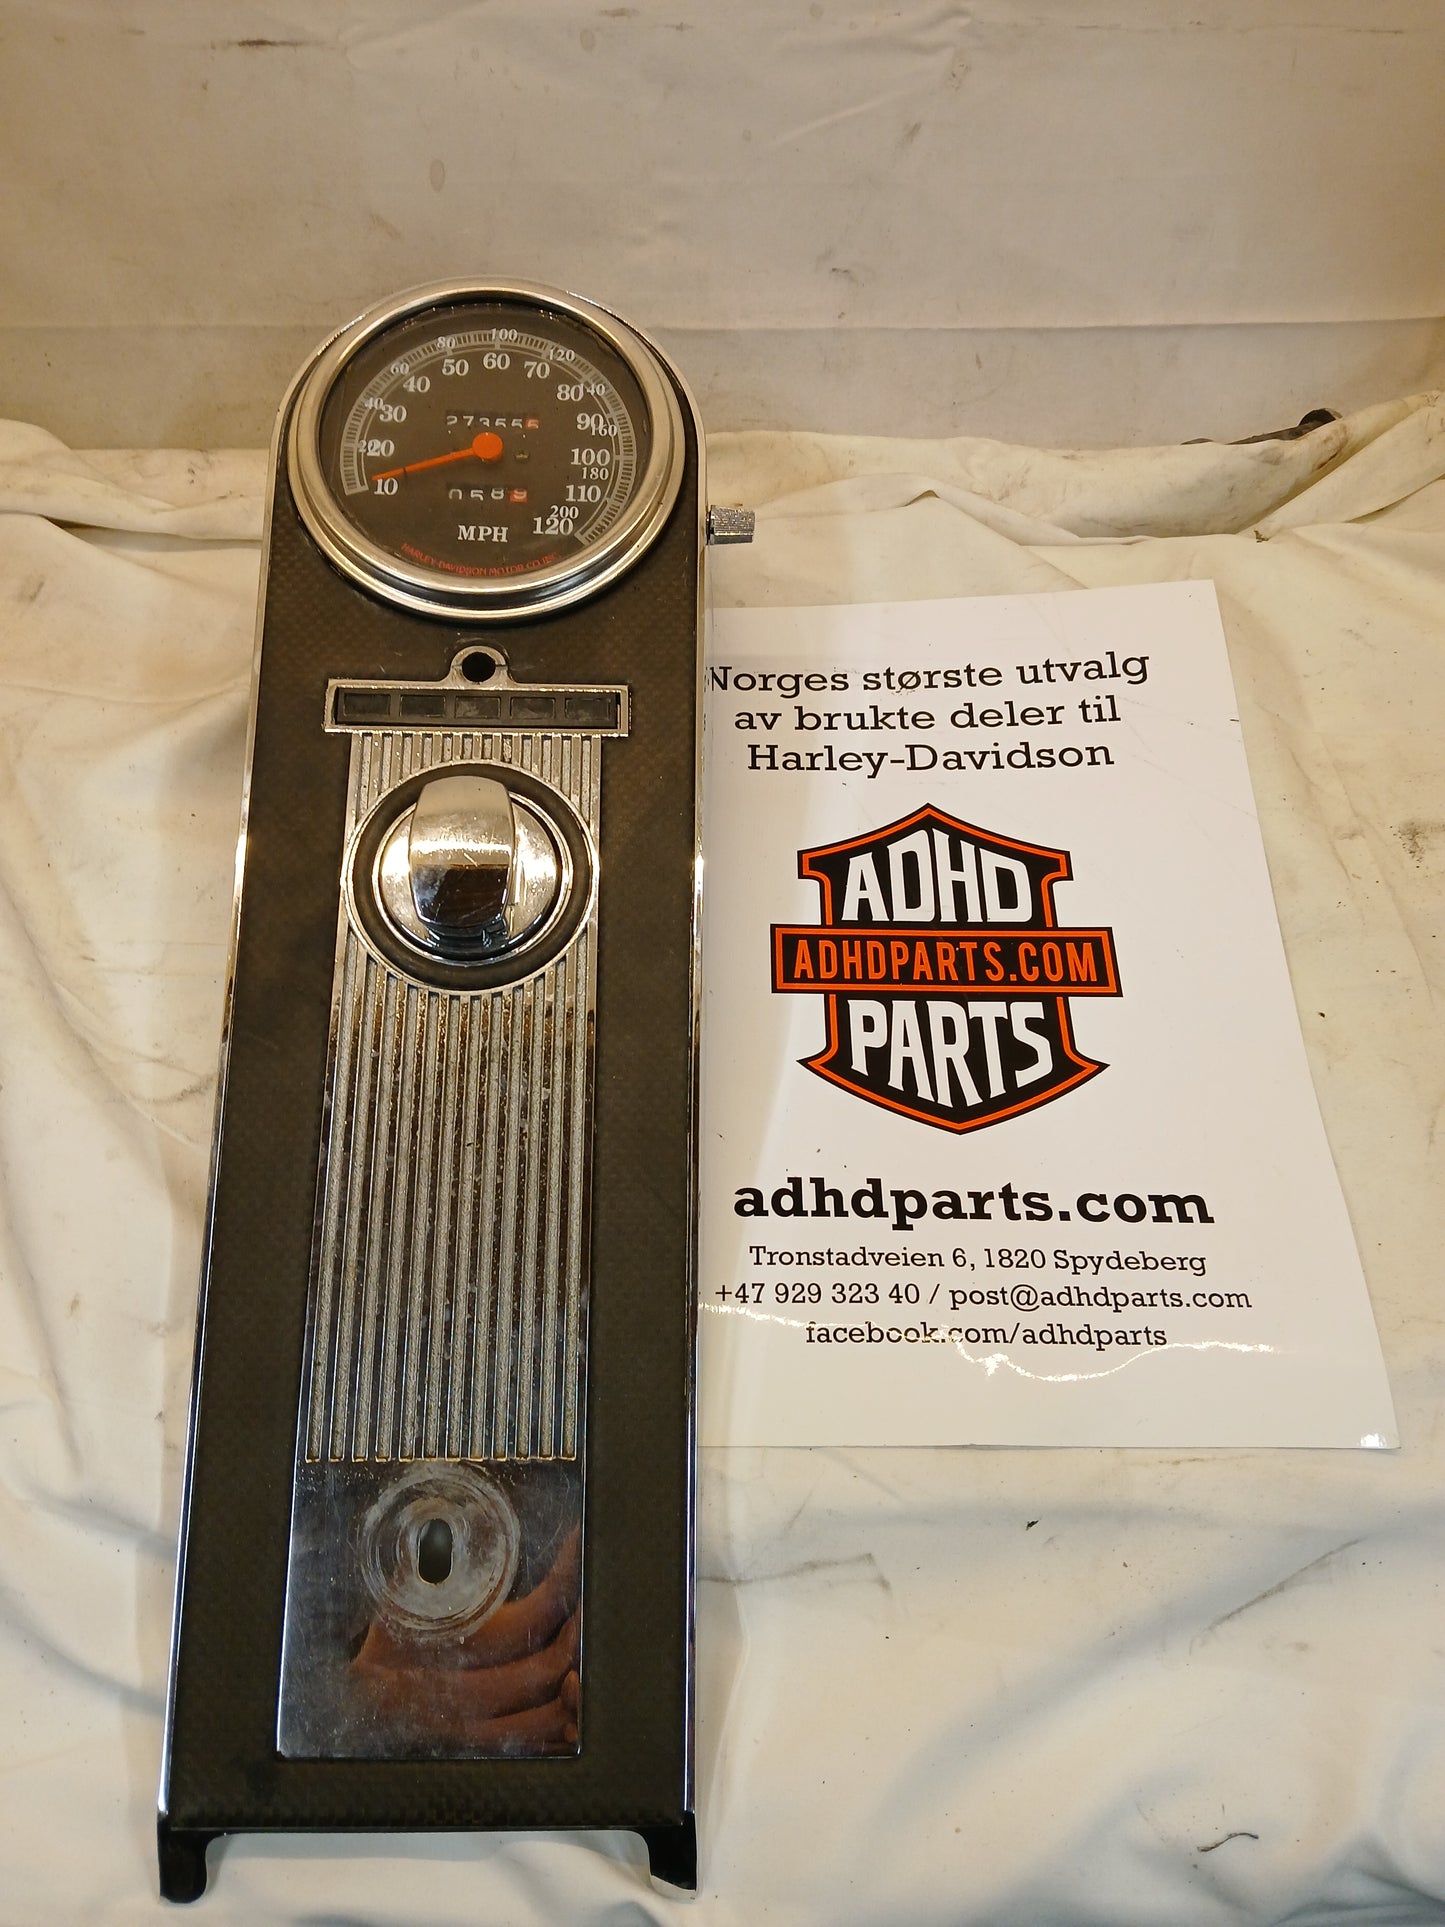 100
80
120
60
60
50
70
40
80
140
40
30
90
160
273555
20
20
100
180
10
0589
110
200
MPH
120
HARLEY-DAVIDSON MOTOR CO. INC.
Norges største utvalg
av brukte deler til
Harley-Davidson
ADHD
ADHDPARTS.COM
PARTS
adhdparts.com
Tronstadveien 6, 1820 Spydeberg
+47 929 323 40 / post@adhdparts.com
facebook.com/adhdparts